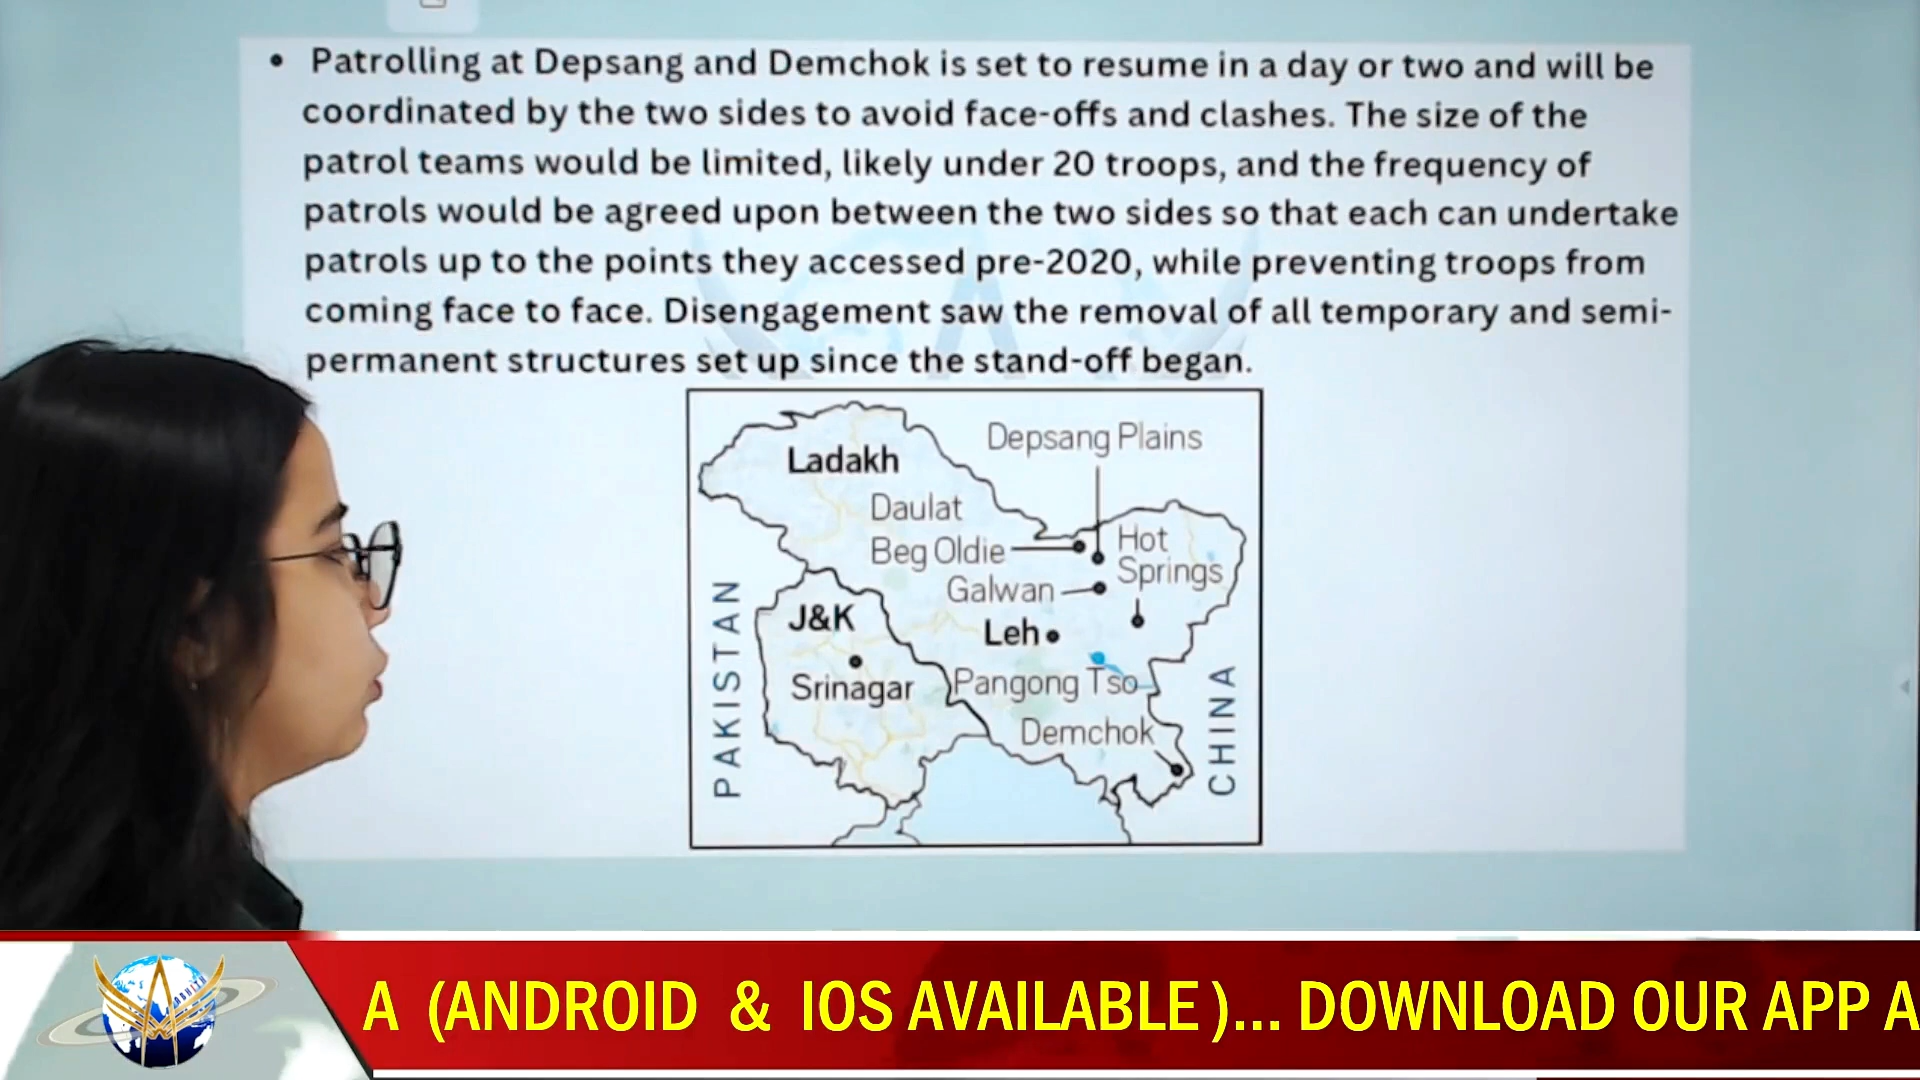 • Patrolling at Depsang and Demchok is set to resume in a day or two and will be
coordinated by the two sides to avoid face-offs and clashes. The size of the
patrol teams would be limited, likely under 20 troops, and the frequency of
patrols would be agreed upon between the two sides so that each can undertake
patrols up to the points they accessed pre-2020, while preventing troops from
coming face to face. Disengagement saw the removal of all temporary and semi-
permanent structures set up since the stand-off began.
Depsang Plains
Ladakh
Daulat
Beg Oldie
Hot
Springs
Galwan
J&K
Leh
Srinagar
Pangong Tso
Demchok
PAKISTAN
CHINA
A (ANDROID & IOS AVAILABLE)... DOWNLOAD OUR APP A